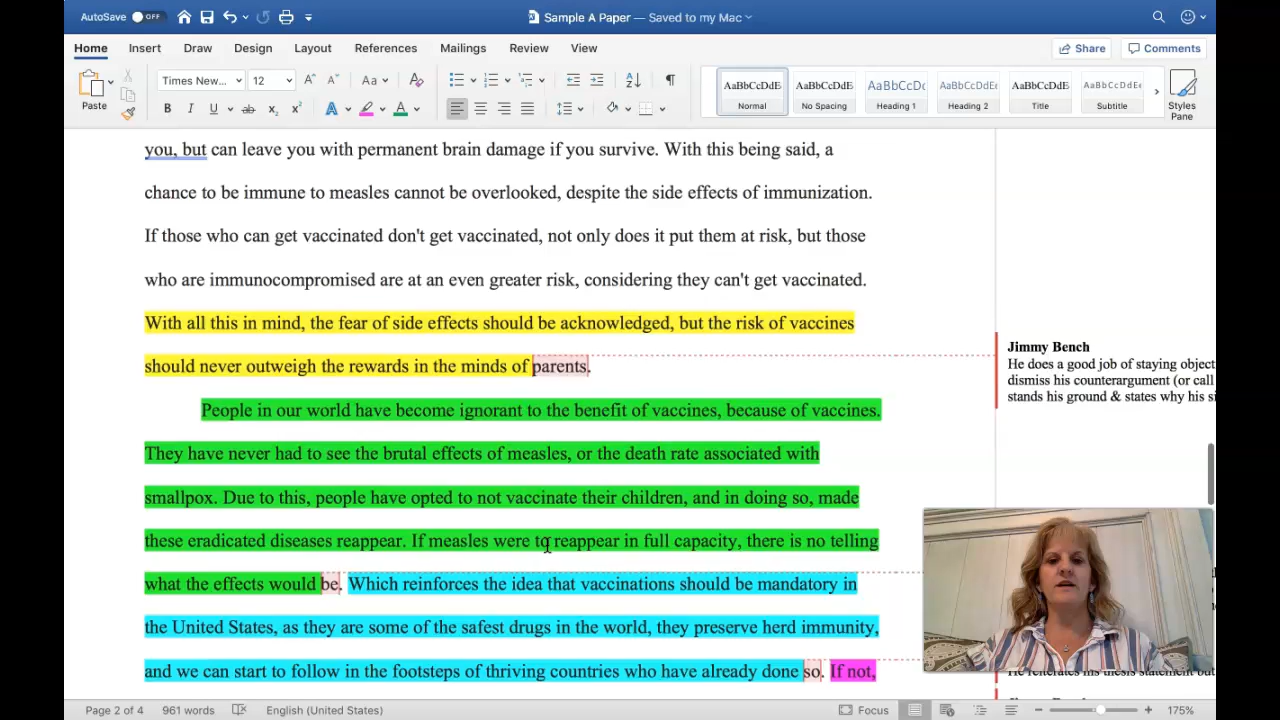 AutoSave OFF
Sample A Paper — Saved to my Mac
Home Insert Draw Design Layout References Mailings Review View
Share Comments
Paste
Times New... 12
AaBbCcDdE Normal
AaBbCcDdE No Spacing
AaBbCcDc Heading 1
AaBbCcDdEe Heading 2
AaBbCcDdE Title
AaBbCcDdEe Subtitle
Styles Pane
you, but can leave you with permanent brain damage if you survive. With this being said, a
chance to be immune to measles cannot be overlooked, despite the side effects of immunization.
If those who can get vaccinated don't get vaccinated, not only does it put them at risk, but those
who are immunocompromised are at an even greater risk, considering they can't get vaccinated.
With all this in mind, the fear of side effects should be acknowledged, but the risk of vaccines
should never outweigh the rewards in the minds of parents.
People in our world have become ignorant to the benefit of vaccines, because of vaccines.
They have never had to see the brutal effects of measles, or the death rate associated with
smallpox. Due to this, people have opted to not vaccinate their children, and in doing so, made
these eradicated diseases reappear. If measles were to reappear in full capacity, there is no telling
what the effects would be. Which reinforces the idea that vaccinations should be mandatory in
the United States, as they are some of the safest drugs in the world, they preserve herd immunity,
and we can start to follow in the footsteps of thriving countries who have already done so. If not,
Jimmy Bench
He does a good job of staying object
dismiss his counterargument (or call
stands his ground & states why his si
He reiterates his thesis statement out
Page 2 of 4 961 words English (United States) Focus 175%